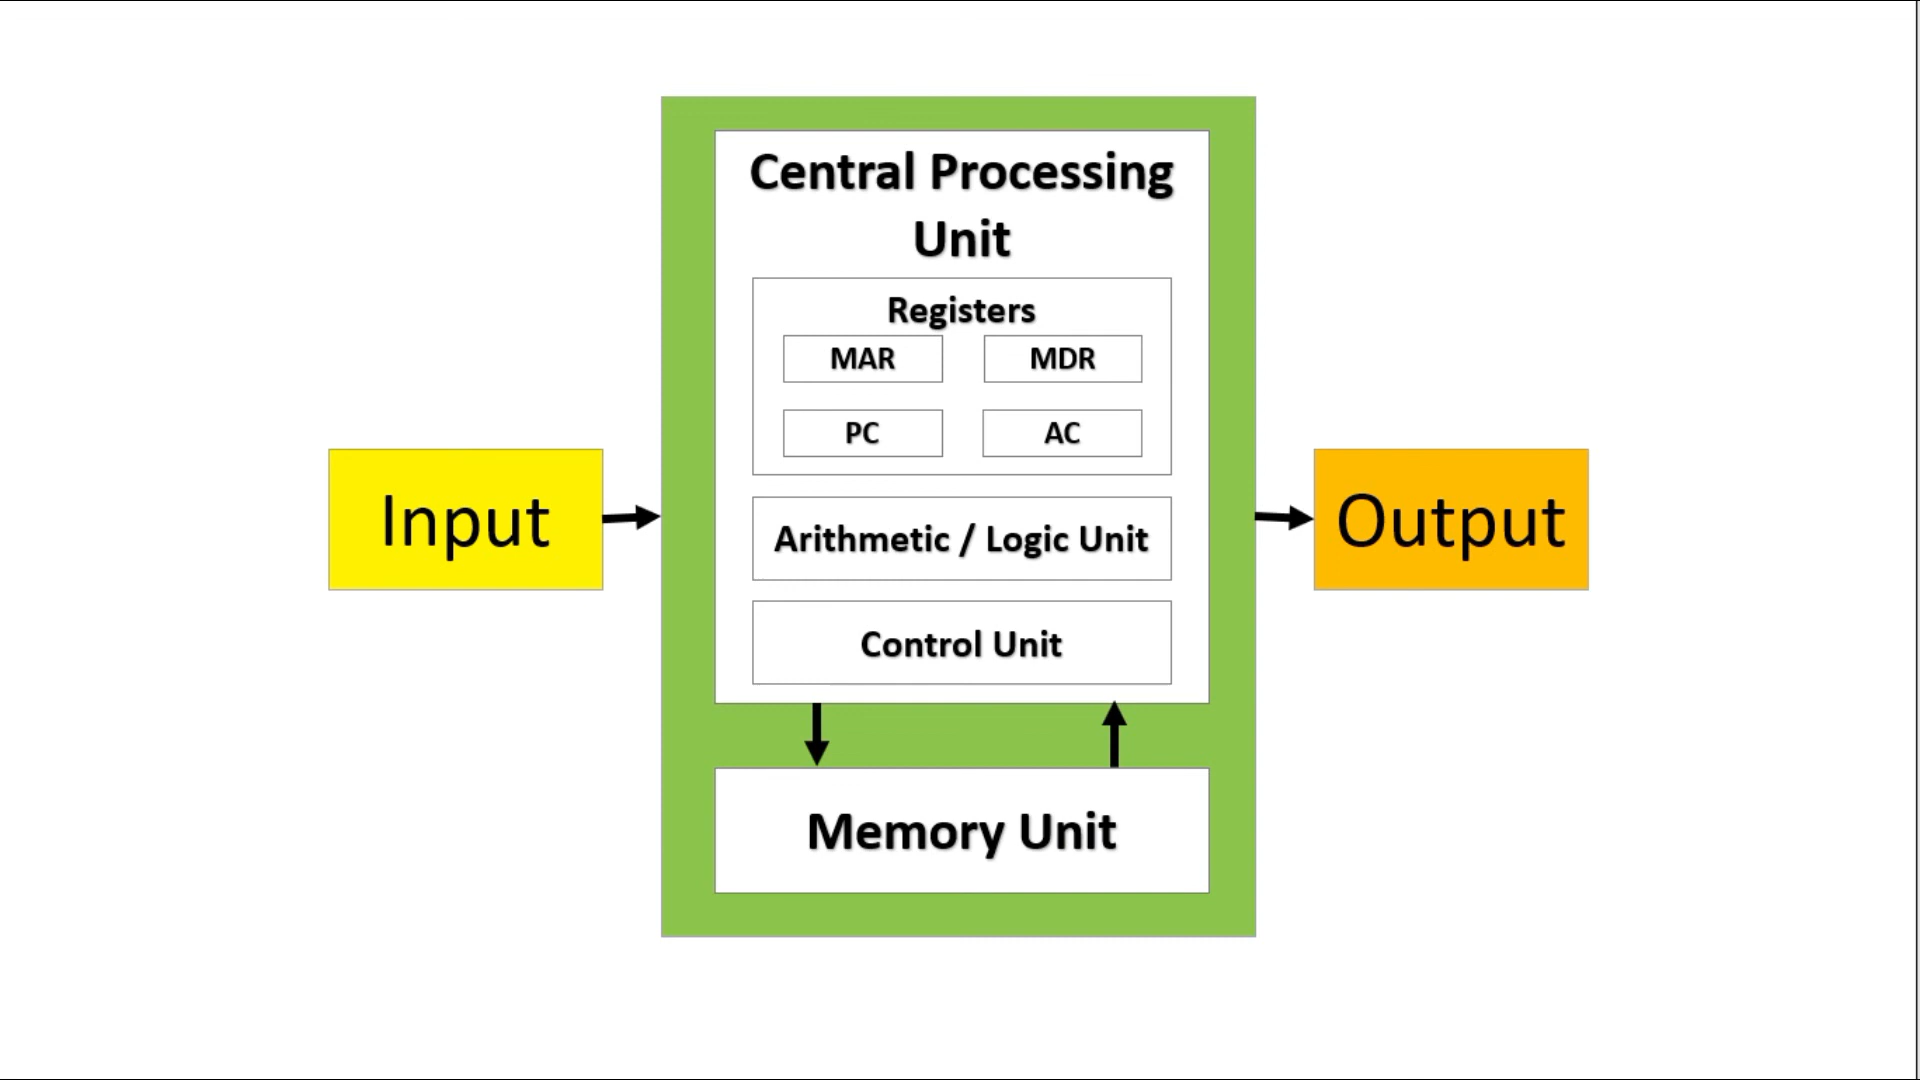 Central Processing
Unit
Registers
MAR
MDR
PC
AC
Input
Arithmetic / Logic Unit
Output
Control Unit
Memory Unit